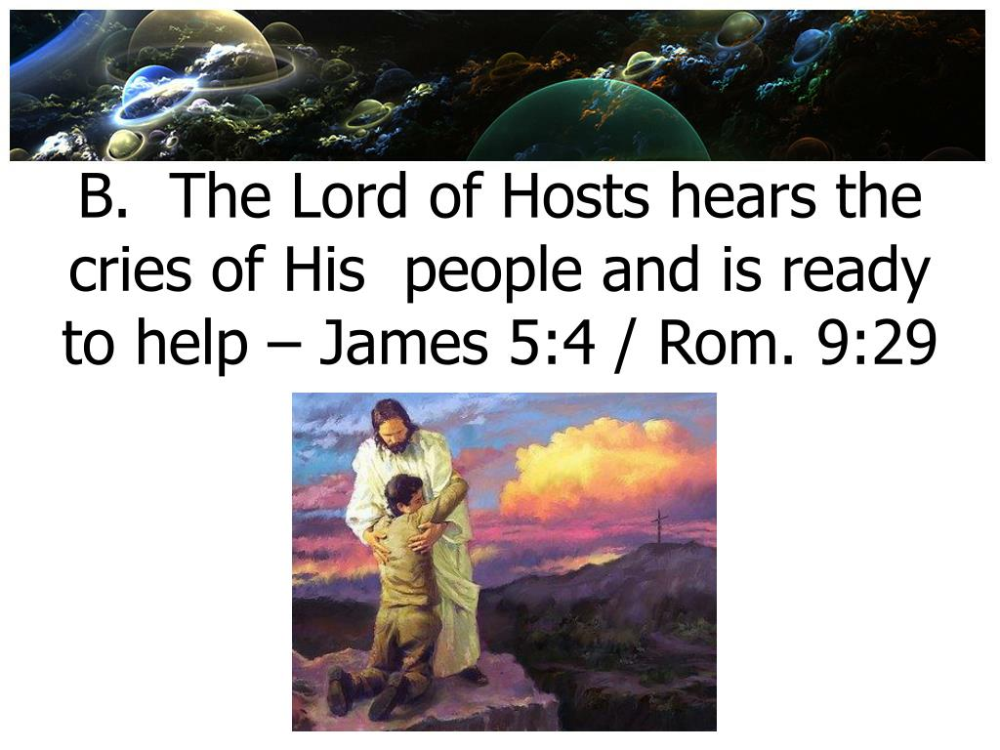 B.  The Lord of Hosts hears the
cries of His  people and is ready
to help – James 5:4 / Rom. 9:29